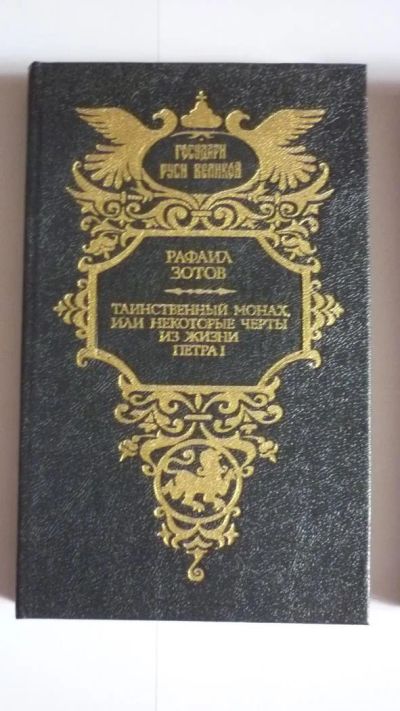 ГОСУДАРИ
РУСИ ВЕЛИКОЙ
РАФАИЛ
ЗОТОВ
ТАИНСТВЕННЫЙ МОНАХ,
ИЛИ НЕКОТОРЫЕ ЧЕРТЫ
ИЗ ЖИЗНИ
ПЕТРА I